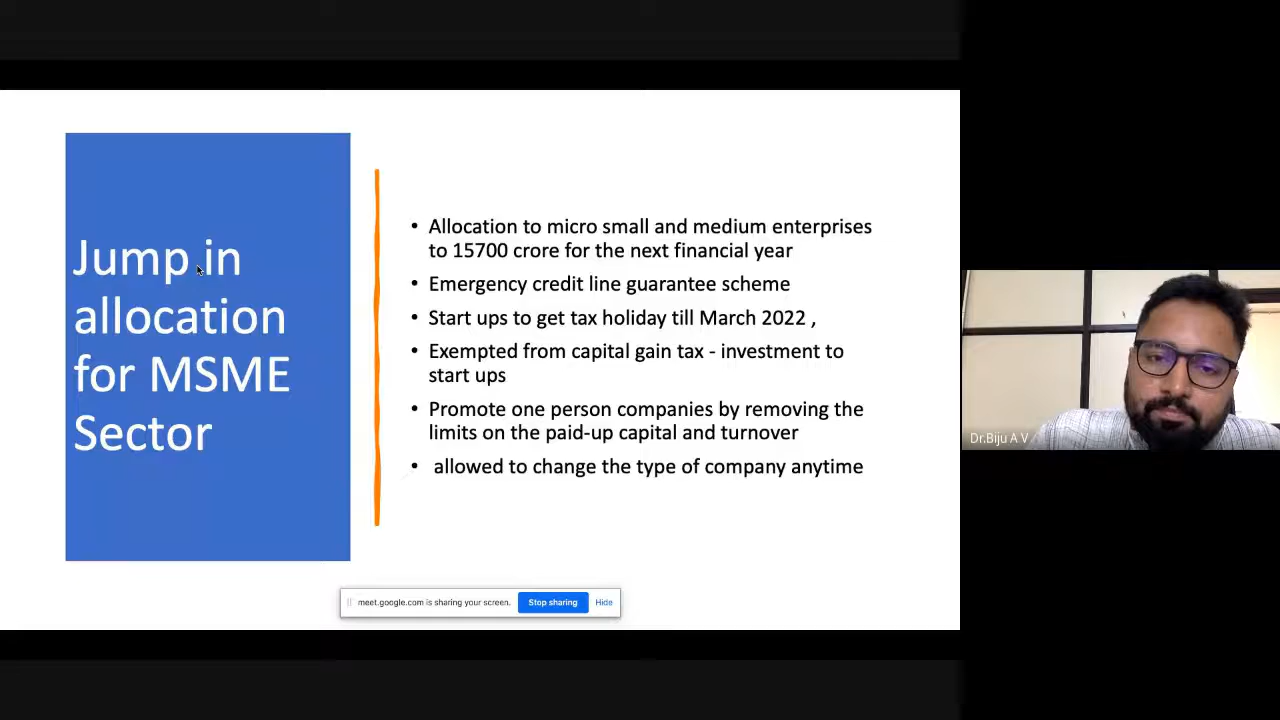 Jump in
allocation
for MSME
Sector
• Allocation to micro small and medium enterprises
to 15700 crore for the next financial year
• Emergency credit line guarantee scheme
• Start ups to get tax holiday till March 2022 ,
• Exempted from capital gain tax - investment to
start ups
• Promote one person companies by removing the
limits on the paid-up capital and turnover
• allowed to change the type of company anytime
meet.google.com is sharing your screen. Stop sharing Hide
Dr.Biju A V